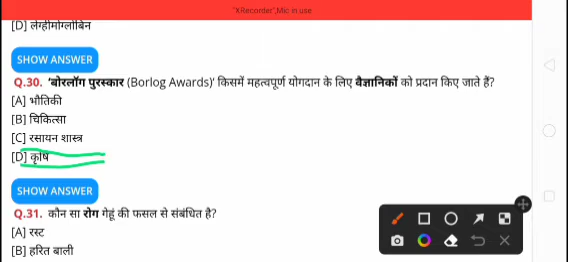 "XRecorder",Mic in use
[D] लेग्हीमोग्लोबिन
SHOW ANSWER
Q.30. ‘बोरलॉग पुरस्कार (Borlog Awards)’ किसमें महत्वपूर्ण योगदान के लिए वैज्ञानिकों को प्रदान किए जाते हैं?
[A] भौतिकी
[B] चिकित्सा
[C] रसायन शास्त्र
[D] कृषि
SHOW ANSWER
Q.31. कौन सा रोग गेहूं की फसल से संबंधित है?
[A] रस्ट
[B] हरित बाली